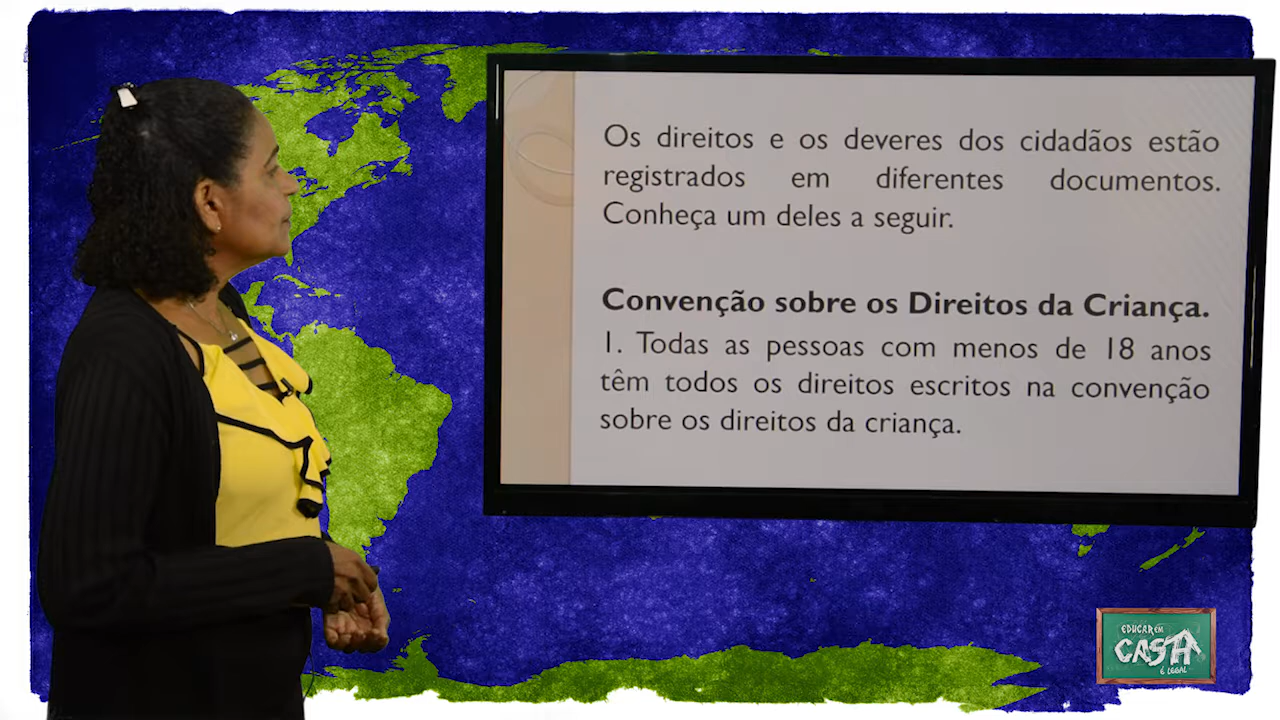 Os direitos e os deveres dos cidadãos estão
registrados em diferentes documentos.
Conheça um deles a seguir.
Convenção sobre os Direitos da Criança.
1. Todas as pessoas com menos de 18 anos
têm todos os direitos escritos na convenção
sobre os direitos da criança.
EDUCAR EM
CASA
É LEGAL